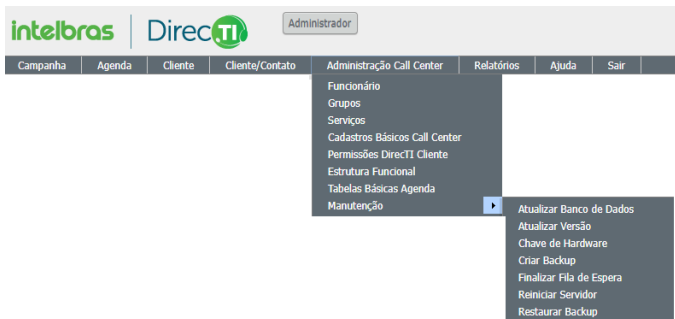 intelbras DirecTI Administrador
Campanha Agenda Cliente Cliente/Contato Administração Call Center Relatórios Ajuda Sair
Funcionário
Grupos
Serviços
Cadastros Básicos Call Center
Permissões DirecTI Cliente
Estrutura Funcional
Tabelas Básicas Agenda
Manutenção
Atualizar Banco de Dados
Atualizar Versão
Chave de Hardware
Criar Backup
Finalizar Fila de Espera
Reiniciar Servidor
Restaurar Backup